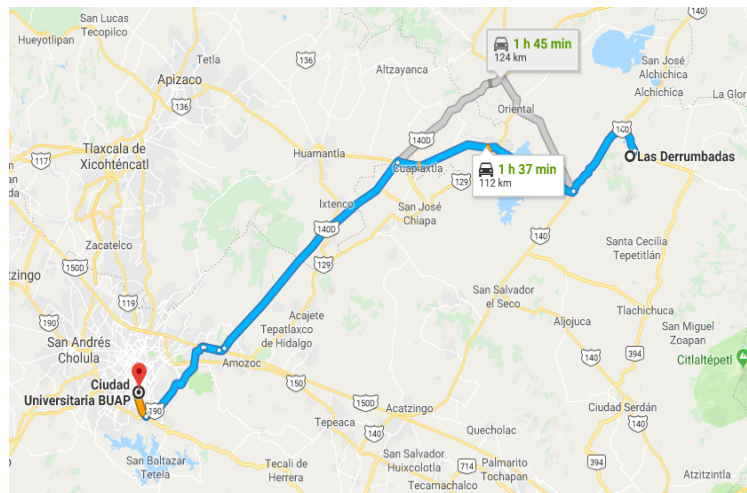 San Lucas
Tecopilco
Hueyotlipan
Tetla
136
Apizaco
136
Altzayanca
1 h 45 min
124 km
140
San José
Alchichica
Alchichica
La Glor
Oriental
140D
140
Las Derrumbadas
117
Tlaxcala de
Xicohténcatl
Huamantla
Cuapiaxtla
129
1 h 37 min
112 km
Ixtenco
San José
Chiapa
140D
140
Santa Cecilia
Tepetitlán
Zacatelco
150D
129
tzingo
119
190
San Salvador
el Seco
Tlachichuca
Acajete
Tepatlaxco
de Hidalgo
Aljojuca
San Miguel
Zoapan
San Andrés
Cholula
Amozoc
140
394
Citlaltépetl
Ciudad
Universitaria BUAP
150
190
150D
Acatzingo
Ciudad Serdán
Tepeaca
140
Quecholac
San Baltazar
Tetela
Tecali de
Herrera
San Salvador
Huixcolotla
714
Palmarito
Tochapan
394
Atzitzintla
Tecamachalco